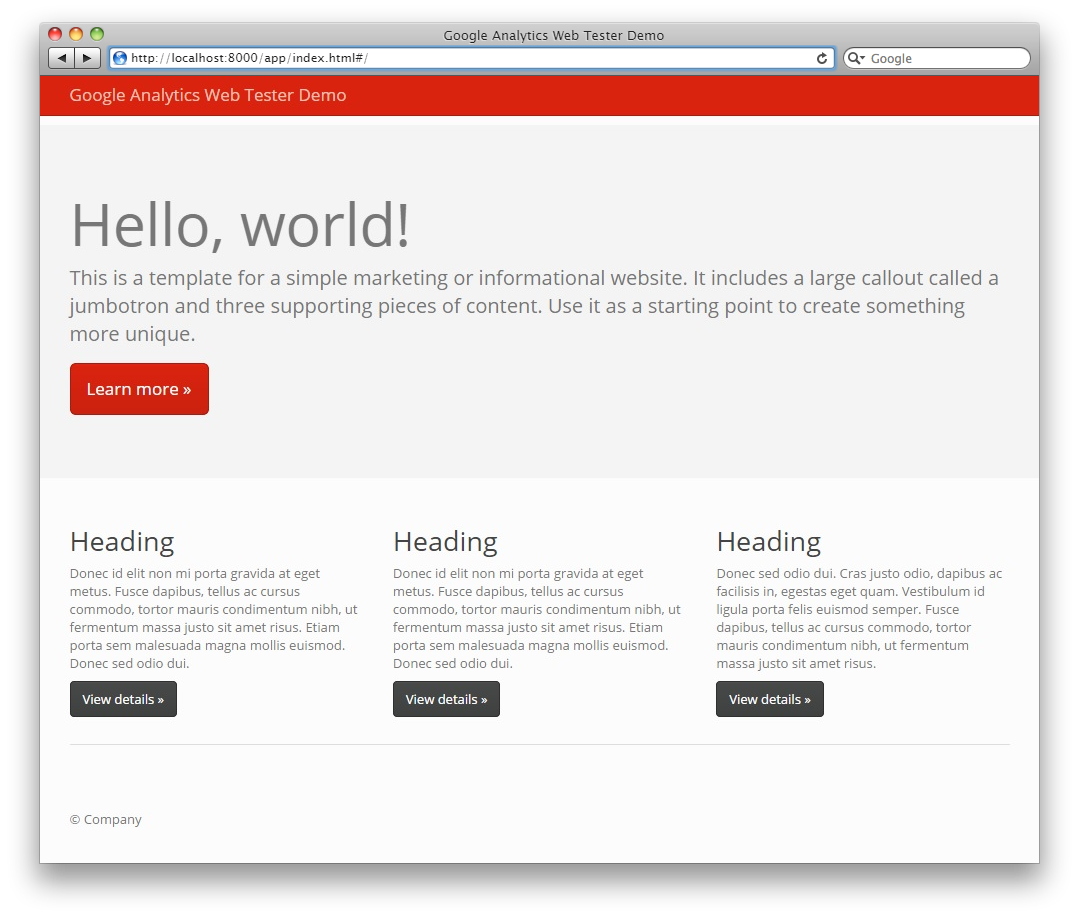 Google Analytics Web Tester Demo
http://localhost:8000/app/index.html#/
Google
Google Analytics Web Tester Demo
Hello, world!
This is a template for a simple marketing or informational website. It includes a large callout called a
jumbotron and three supporting pieces of content. Use it as a starting point to create something
more unique.
Learn more »
Heading
Donec id elit non mi porta gravida at eget
metus. Fusce dapibus, tellus ac cursus
commodo, tortor mauris condimentum nibh, ut
fermentum massa justo sit amet risus. Etiam
porta sem malesuada magna mollis euismod.
Donec sed odio dui.
View details »
Heading
Donec id elit non mi porta gravida at eget
metus. Fusce dapibus, tellus ac cursus
commodo, tortor mauris condimentum nibh, ut
fermentum massa justo sit amet risus. Etiam
porta sem malesuada magna mollis euismod.
Donec sed odio dui.
View details »
Heading
Donec sed odio dui. Cras justo odio, dapibus ac
facilisis in, egestas eget quam. Vestibulum id
ligula porta felis euismod semper. Fusce
dapibus, tellus ac cursus commodo, tortor
mauris condimentum nibh, ut fermentum
massa justo sit amet risus.
View details »
© Company